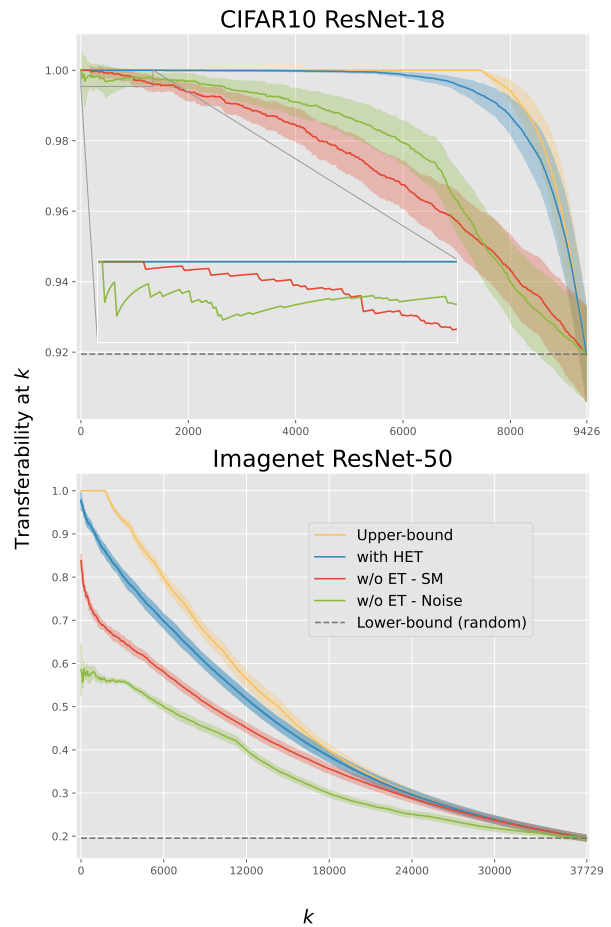 CIFAR10 ResNet-18
1.00
0.98
0.96
0.94
0.92
0 2000 4000 6000 8000 9426
Transferability at k
Imagenet ResNet-50
1.0
0.9
0.8
0.7
0.6
0.5
0.4
0.3
0.2
Upper-bound
with HET
w/o ET - SM
w/o ET - Noise
Lower-bound (random)
0 6000 12000 18000 24000 30000 37729
k